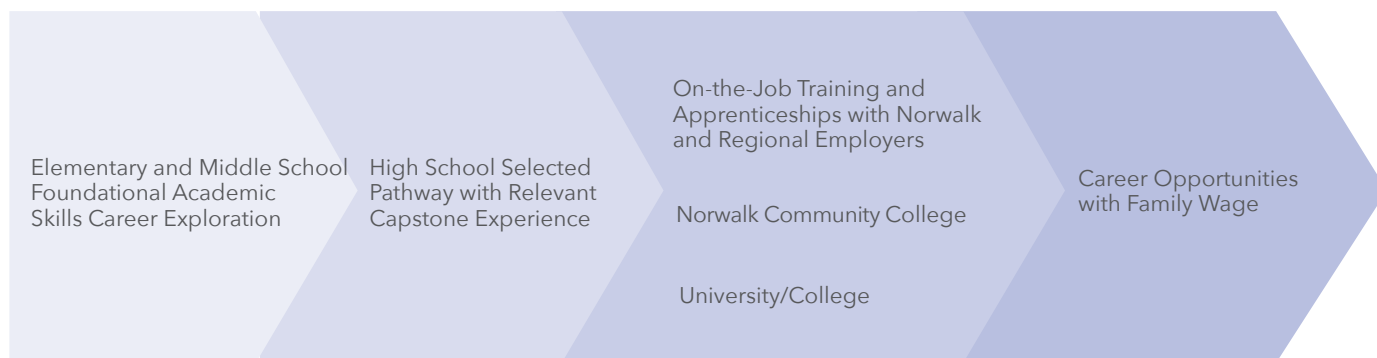 Elementary and Middle School
Foundational Academic
Skills Career Exploration
High School Selected
Pathway with Relevant
Capstone Experience
On-the-Job Training and
Apprenticeships with Norwalk
and Regional Employers
Norwalk Community College
University/College
Career Opportunities
with Family Wage